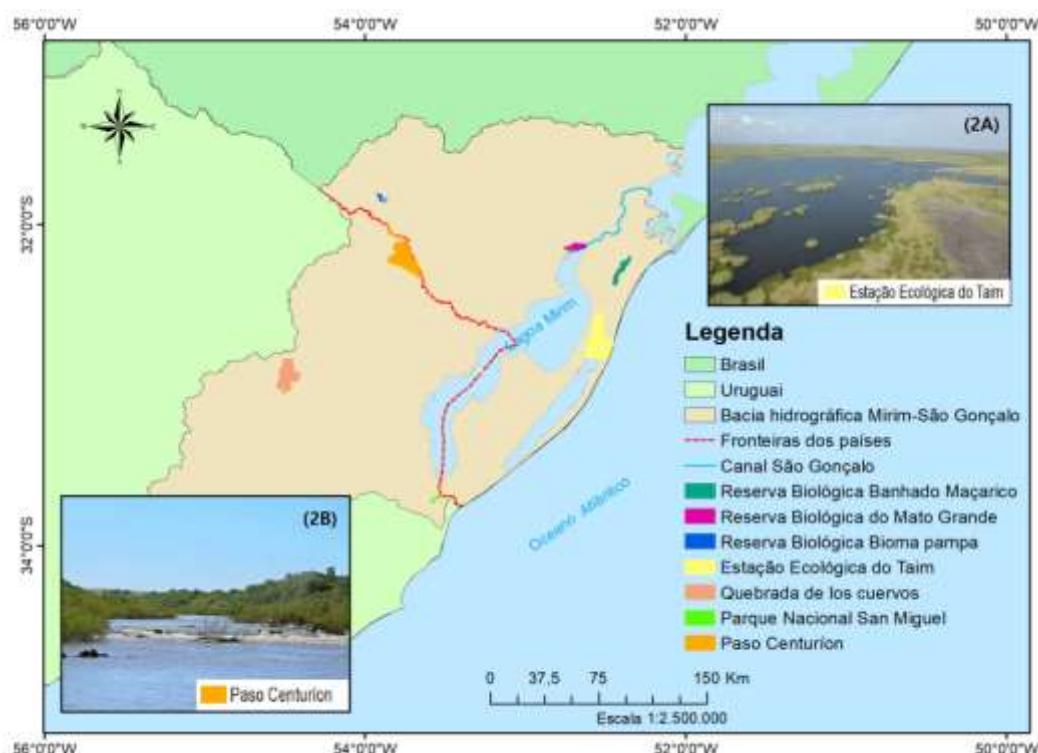 56°0'0"W
54°0'0"W
52°0'0"W
50°0'0"W
(2A)
Estação Ecológica do Taim
32°0'0"S
34°0'0"S
Lagoa Mirim
Oceano Atlântico
Legenda
Brasil
Uruguai
Bacia hidrográfica Mirim-São Gonçalo
Fronteiras dos países
Canal São Gonçalo
Reserva Biológica Banhado Maçarico
Reserva Biológica do Mato Grande
Reserva Biológica Bioma pampa
Estação Ecológica do Taim
Quebrada de los cuervos
Parque Nacional San Miguel
Paso Centuríon
(2B)
Paso Centuríon
0 37,5 75 150 Km
Escala 1:2.500.000
56°0'0"W
54°0'0"W
52°0'0"W
50°0'0"W